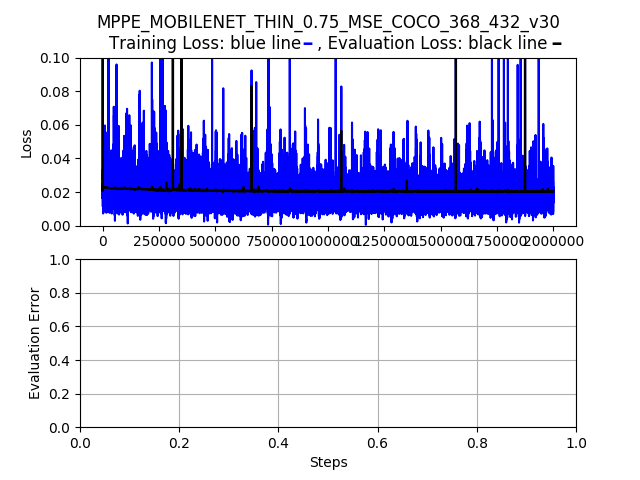 MPPE_MOBILENET_THIN_0.75_MSE_COCO_368_432_v30
Training Loss: blue line , Evaluation Loss: black line
0.10
0.08
0.06
0.04
0.02
0.00
Loss
0 250000 500000 750000 1000000 1250000 1500000 1750000 2000000
1.0
0.8
0.6
0.4
0.2
0.0
Evaluation Error
0.0 0.2 0.4 0.6 0.8 1.0
Steps